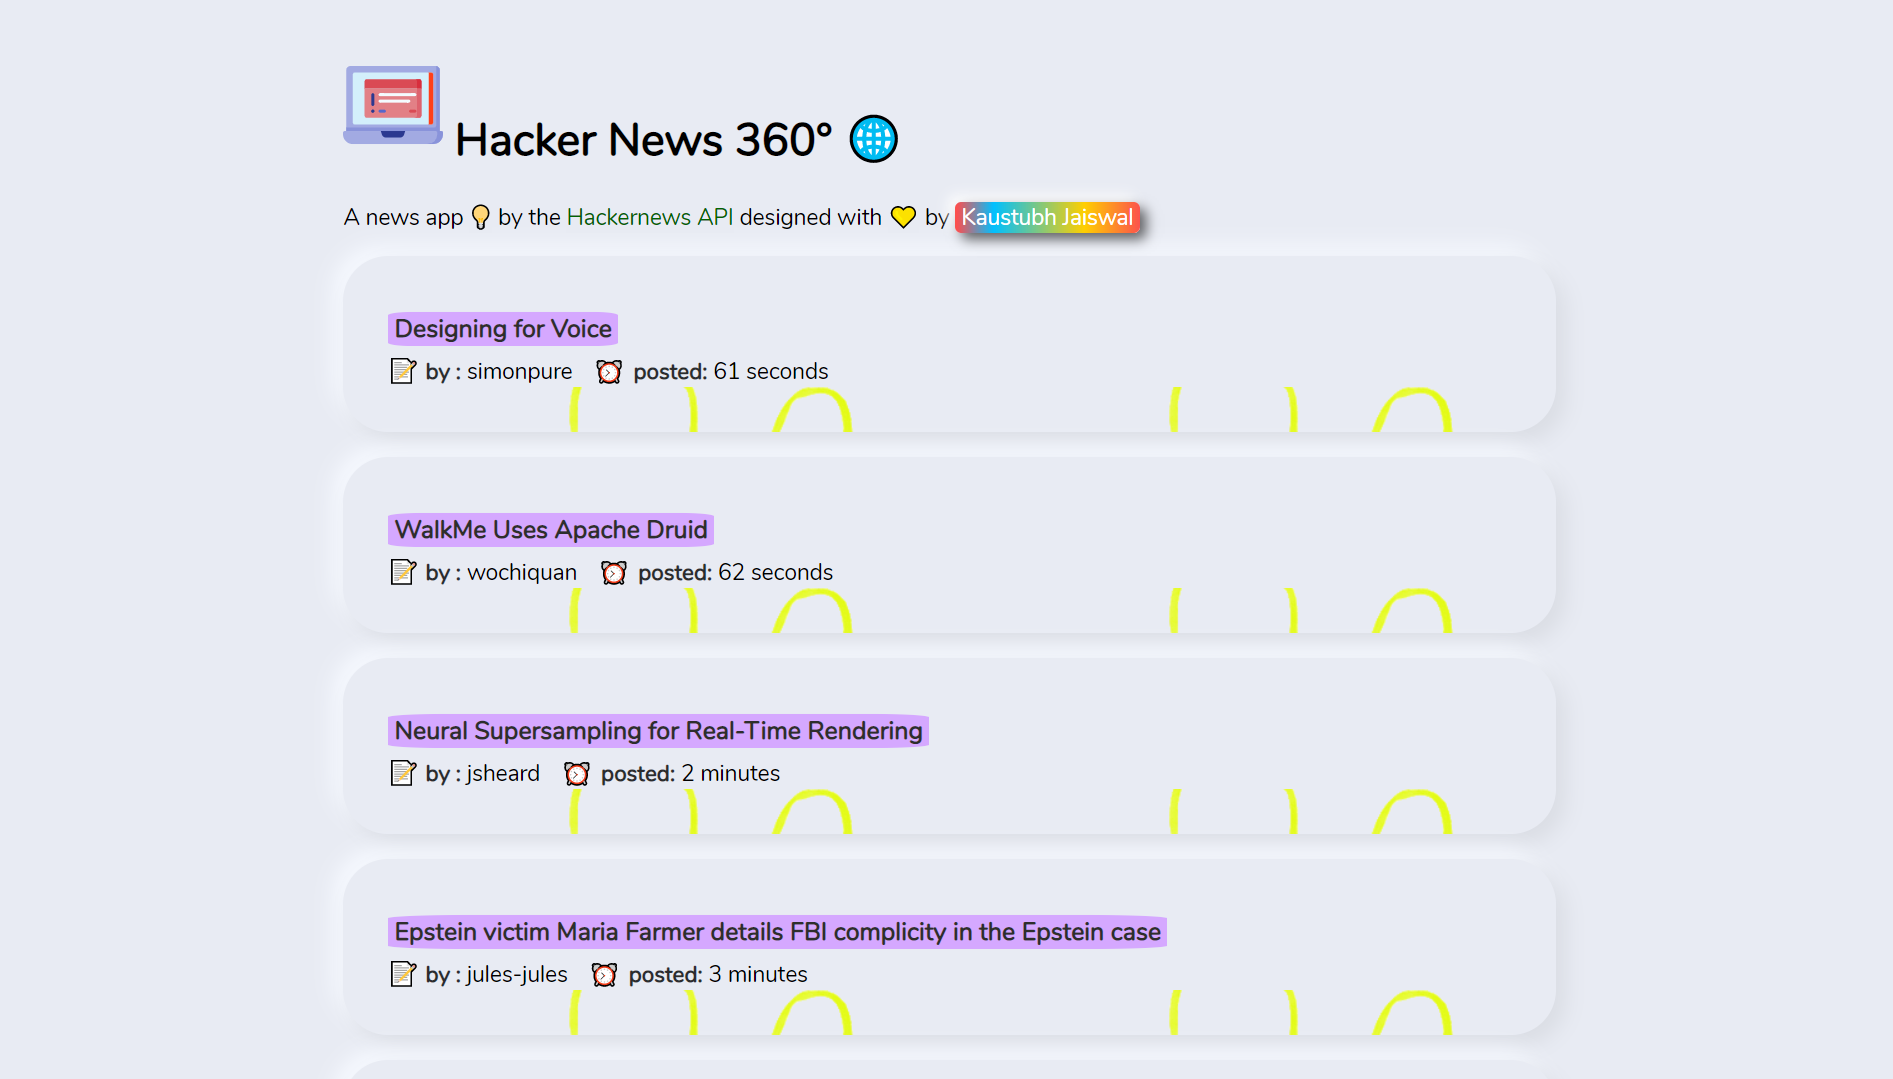 Hacker News 360°
A news app by the Hackernews API designed with by Kaustubh Jaiswal
Designing for Voice
by : simonpure posted: 61 seconds
WalkMe Uses Apache Druid
by : wochiquan posted: 62 seconds
Neural Supersampling for Real-Time Rendering
by : jsheard posted: 2 minutes
Epstein victim Maria Farmer details FBI complicity in the Epstein case
by : jules-jules posted: 3 minutes